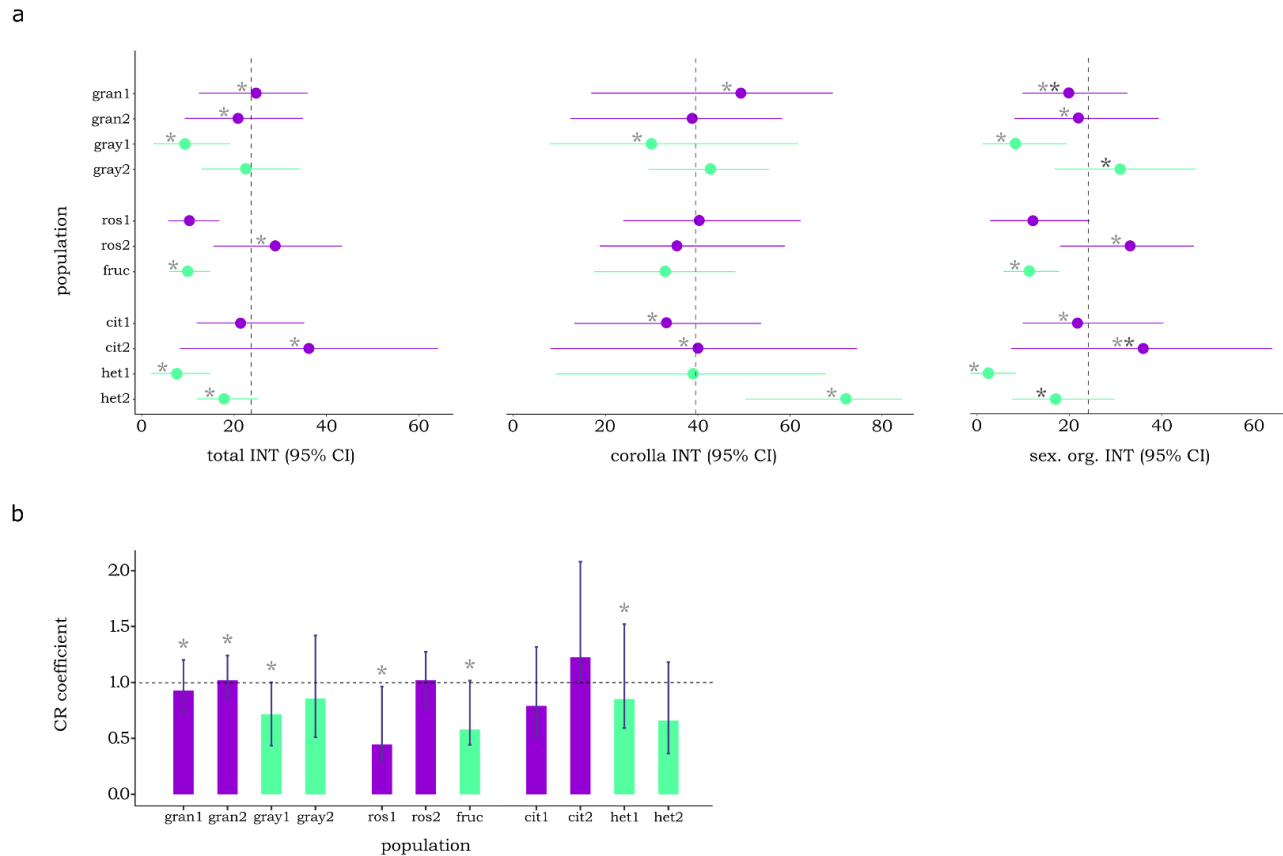 a
population
gran1
gran2
gray1
gray2
ros1
ros2
fruc
cit1
cit2
het1
het2
* * * * * * * *
* * * * *
* * * * * * * * * * * *
0 20 40 60
0 20 40 60 80
0 20 40 60
total INT (95% CI)
corolla INT (95% CI)
sex. org. INT (95% CI)
b
CR coefficient
2.0
1.5
1.0
0.5
0.0
* * * * * *
gran1 gran2 gray1 gray2 ros1 ros2 fruc cit1 cit2 het1 het2
population